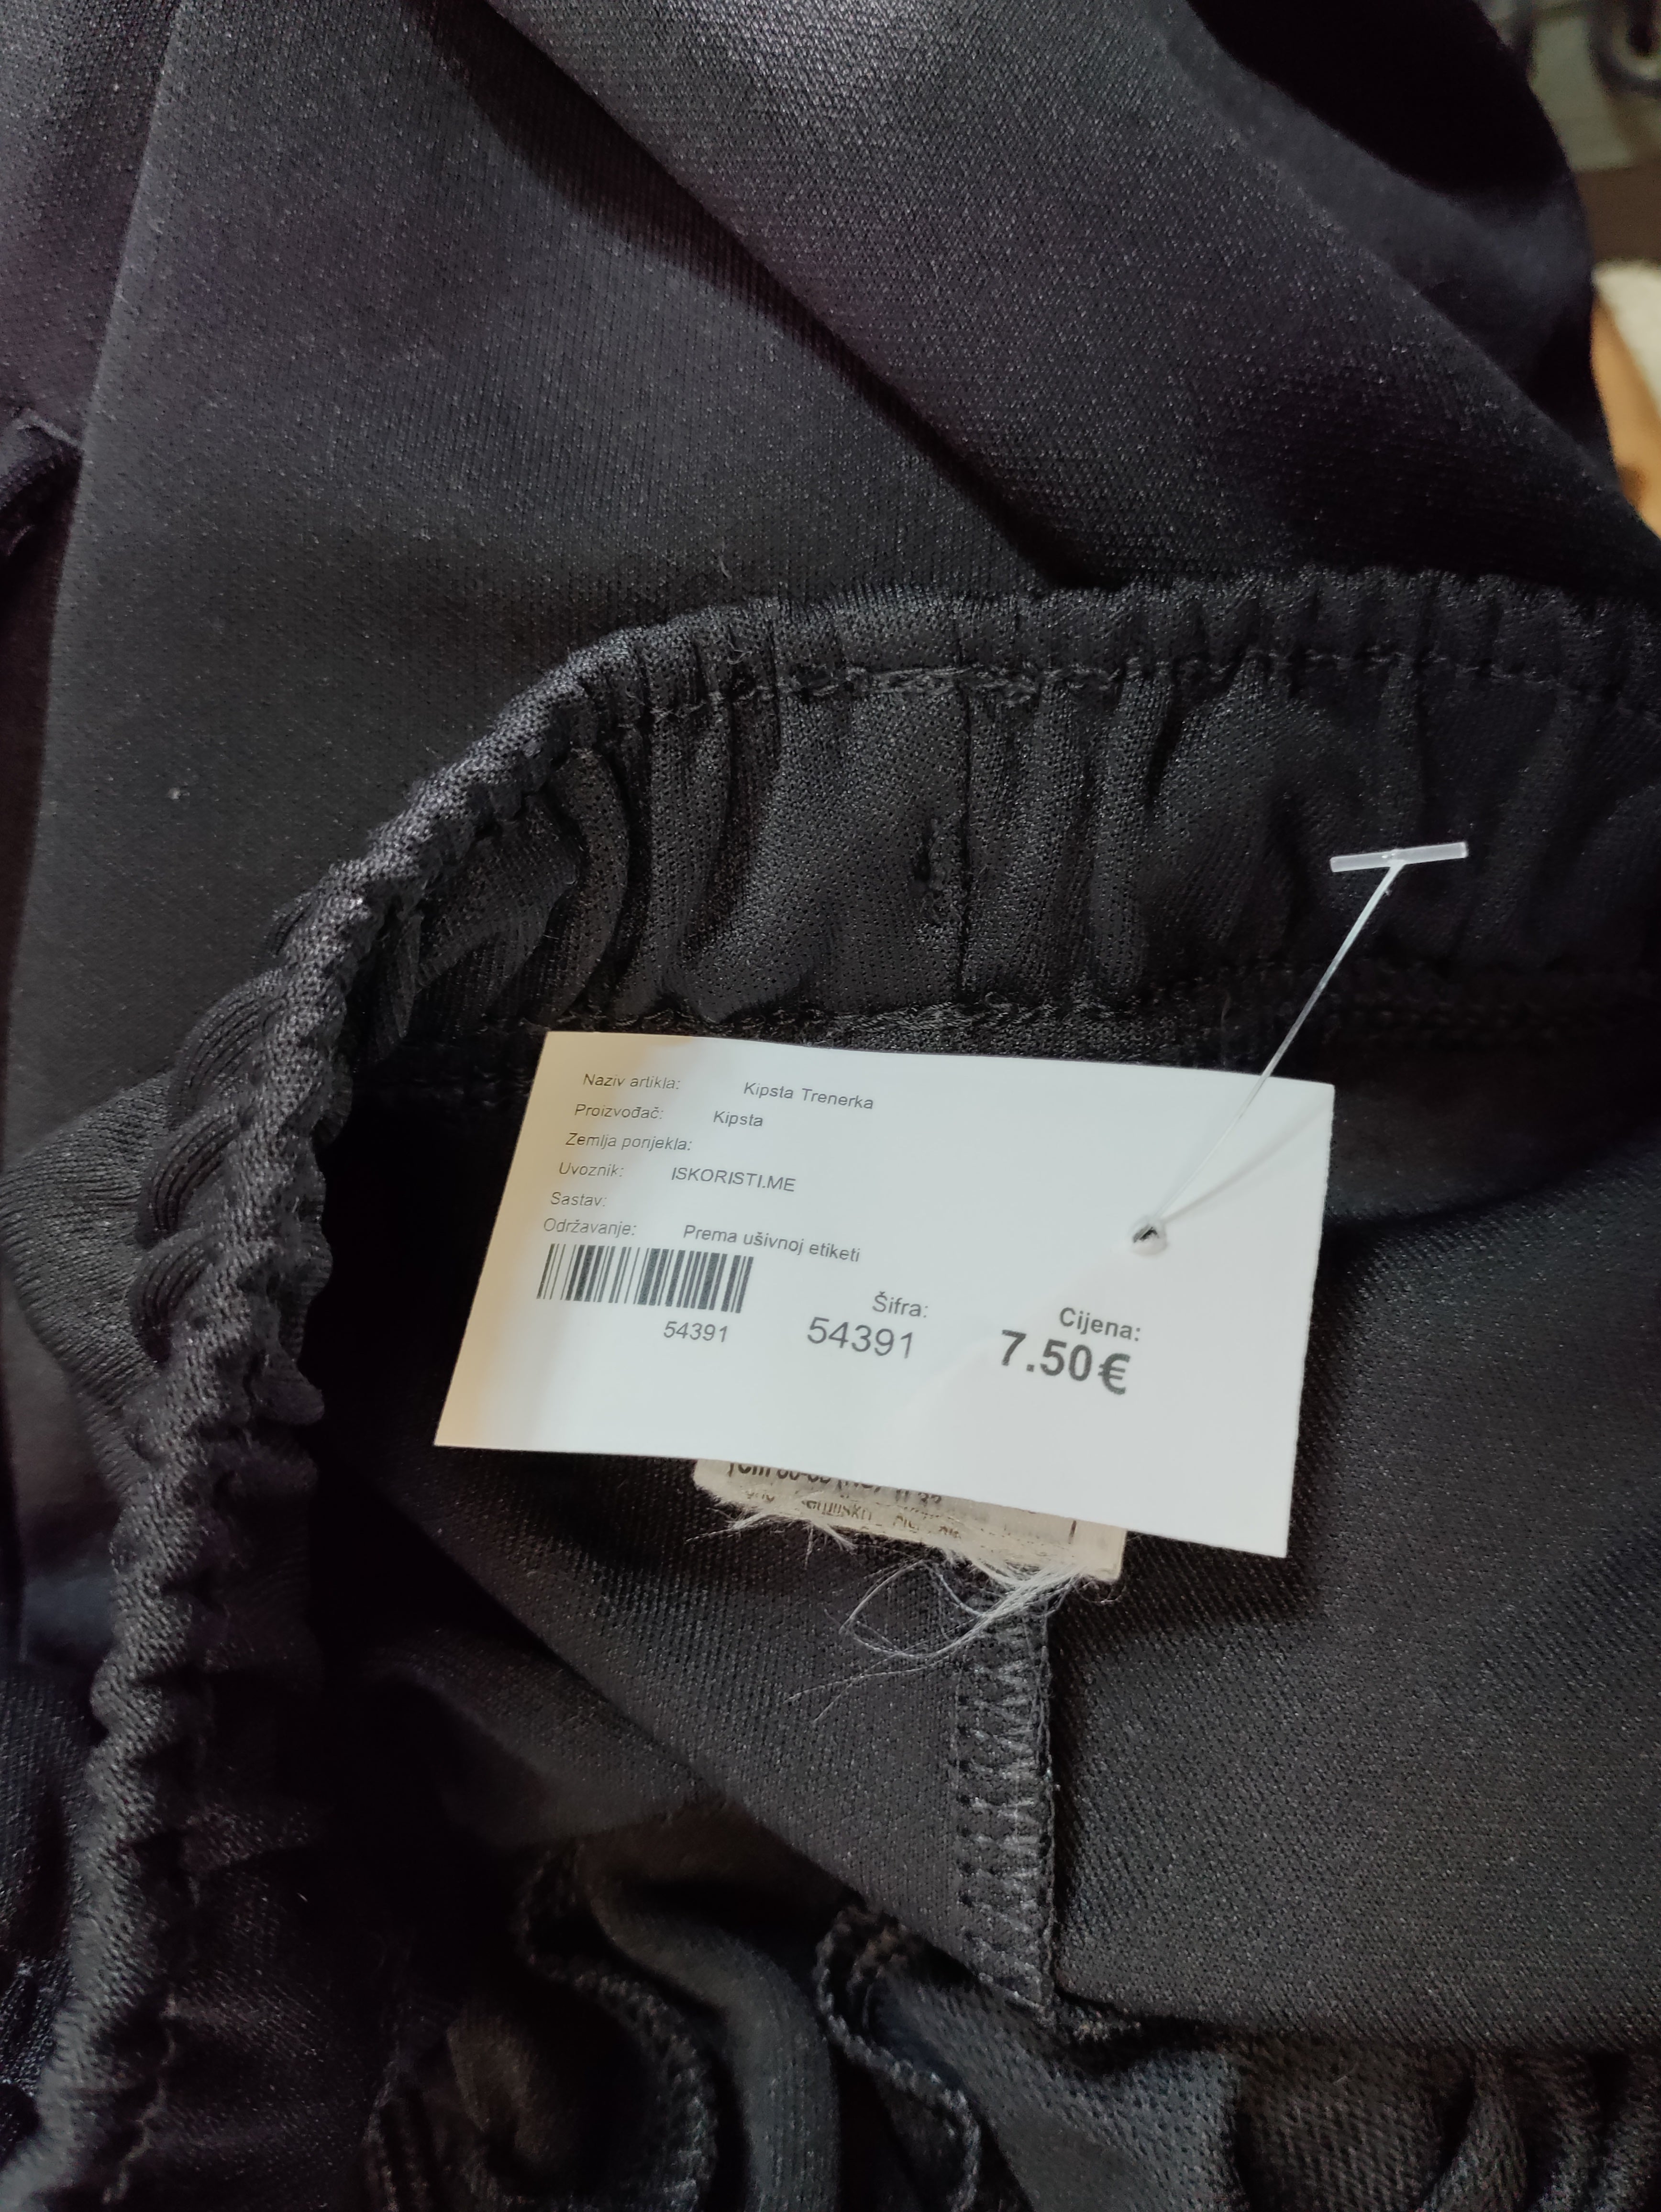 Naziv artikla: Kipsta Trenerka
Proizvođač: Kipsta
Zemlja porijekla:
Uvoznik: ISKORISTI.ME
Sastav:
Održavanje: Prema ušivnoj etiketi
54391
Šifra:
54391
Cijena:
7.50€